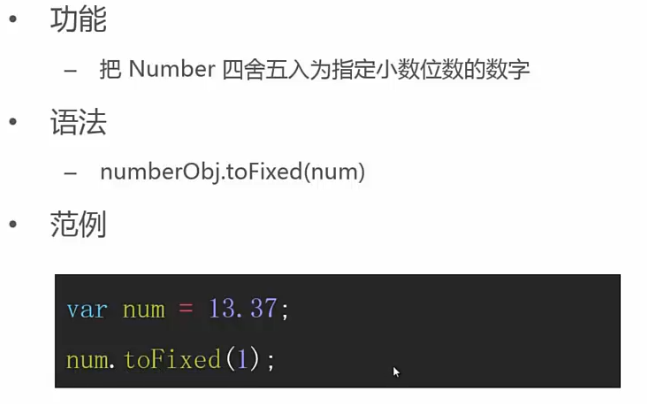 • 功能
– 把 Number 四舍五入为指定小数位数的数字
• 语法
– numberObj.toFixed(num)
• 范例
var num = 13.37;
num.toFixed(1);